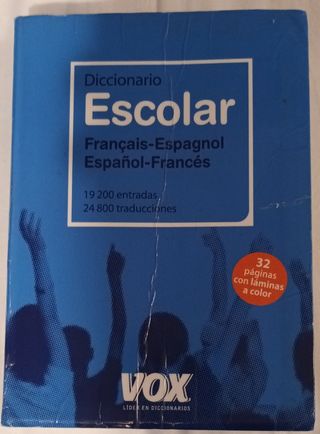 Diccionario
Escolar
Français-Espagnol
Español-Francés
19 200 entradas
24 800 traducciones
32
páginas
con láminas
a color
VOX
LÍDER EN DICCIONARIOS